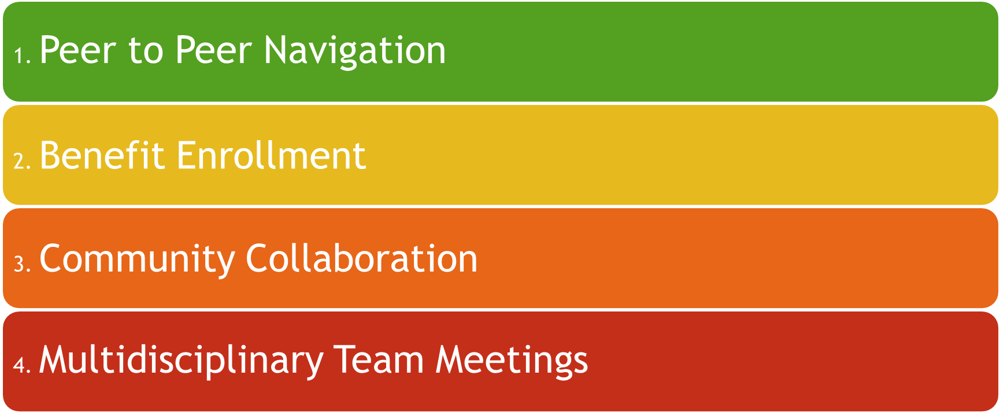 1. Peer to Peer Navigation
2. Benefit Enrollment
3. Community Collaboration
4. Multidisciplinary Team Meetings